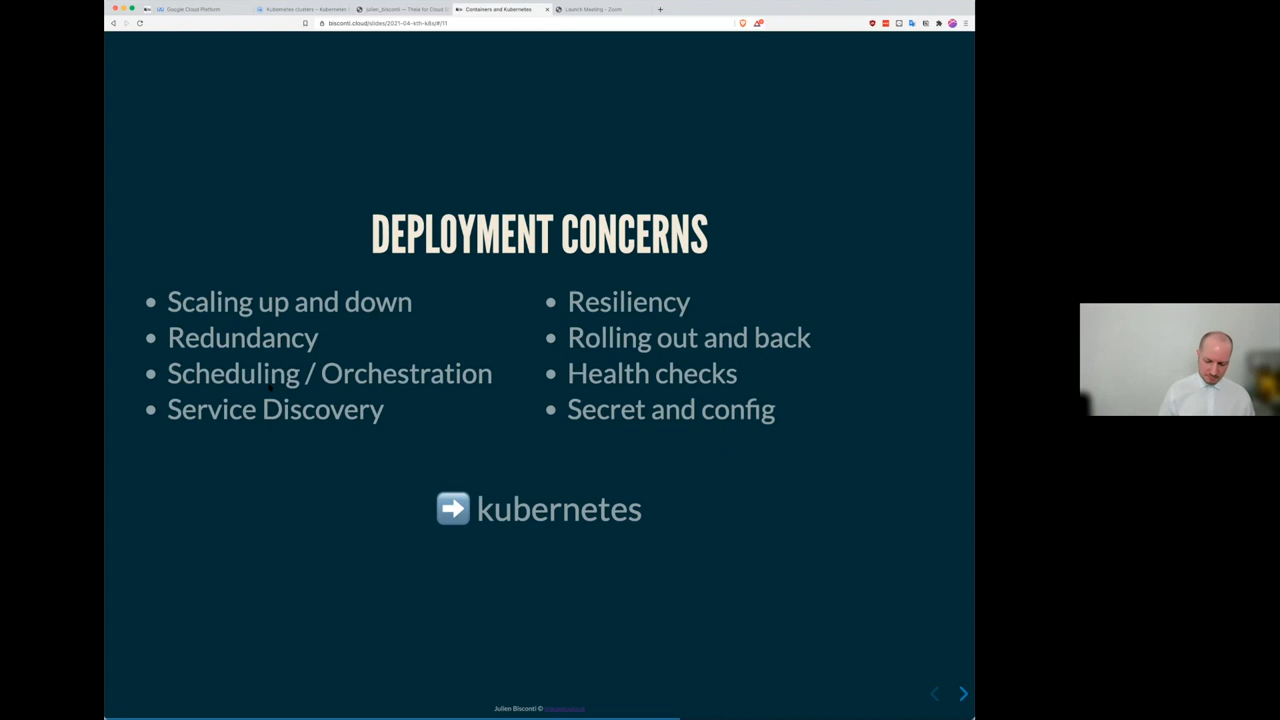 Google Cloud Platform
Kubernetes clusters – Kubernetes
julien_bisconti — Theia for Cloud
Containers and Kubernetes
Launch Meeting - Zoom
bisconti.cloud/slides/2021-04-kth-k8s/#/11
DEPLOYMENT CONCERNS
Scaling up and down
Redundancy
Scheduling / Orchestration
Service Discovery
Resiliency
Rolling out and back
Health checks
Secret and config
kubernetes
Julien Bisconti ©